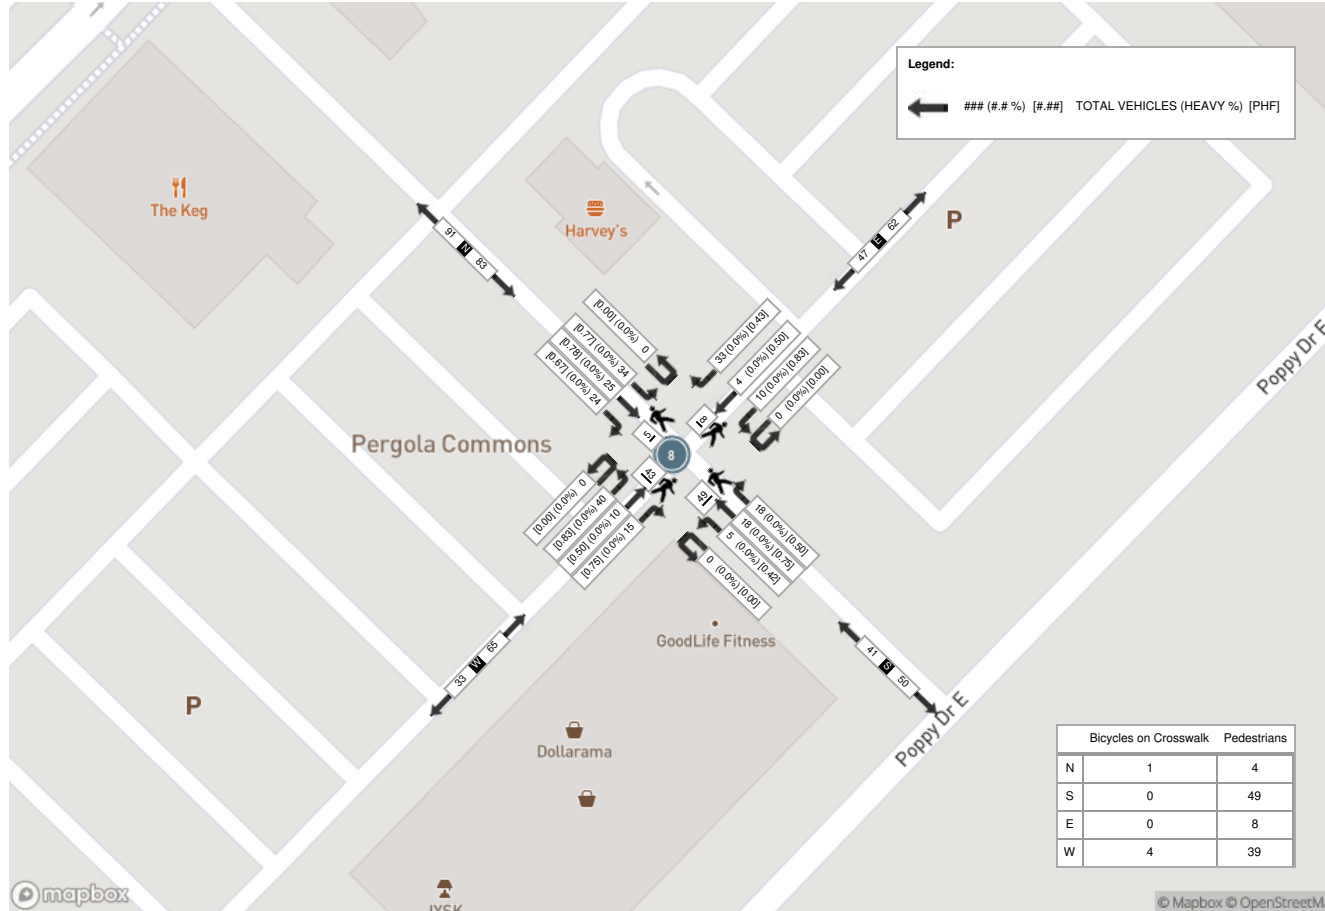 Legend:
### (#.# %) [#.##] TOTAL VEHICLES (HEAVY %) [PHF]
The Keg
Harvey's
P
91 N 83
47 E 62
Poppy Dr E
[0.00] (0.0%) 0
[0.77] (0.0%) 34
[0.78] (0.0%) 25
[0.67] (0.0%) 24
33 (0.0%) [0.43]
4 (0.0%) [0.50]
10 (0.0%) [0.83]
0 (0.0%) [0.00]
Pergola Commons
5
8
8
43
49
[0.00] (0.0%) 0
[0.83] (0.0%) 40
[0.50] (0.0%) 10
[0.75] (0.0%) 15
18 (0.0%) [0.50]
18 (0.0%) [0.75]
5 (0.0%) [0.42]
0 (0.0%) [0.00]
GoodLife Fitness
33 W 65
41 S 50
P
Poppy Dr E
Dollarama
JYSK
Bicycles on Crosswalk Pedestrians
N 1 4
S 0 49
E 0 8
W 4 39
mapbox
© Mapbox © OpenStreetM